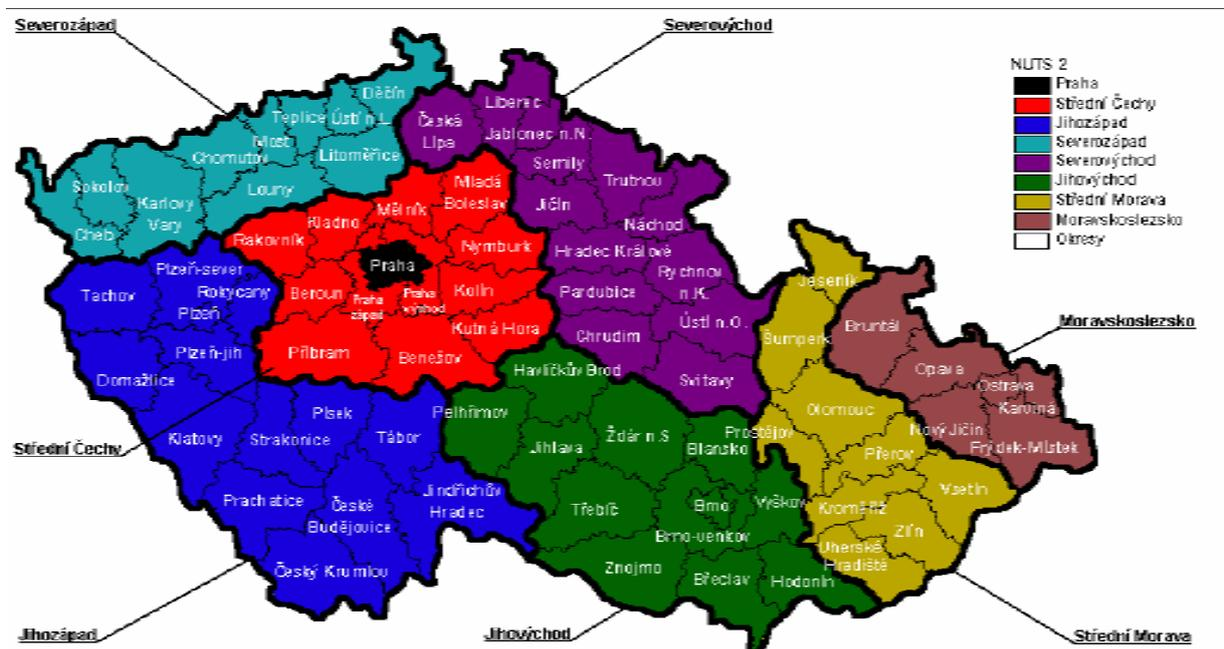 Severozápad
Severovýchod
NUTS 2
Praha
Střední Čechy
Jihozápad
Severozápad
Severovýchod
Jihovýchod
Střední Morava
Moravskoslezsko
Okresy
Děčín
Teplice
Ústí n.L.
Most
Chomutov
Litoměřice
Louny
Sokolov
Karlovy
Vary
Cheb
Česká
Lípa
Liberec
Jablonec n.N.
Semily
Trutnov
Jičín
Náchod
Hradec Králové
Rychnov
n.K.
Pardubice
Ústí n.O.
Chrudim
Svitavy
Mladá
Boleslav
Mělník
Kladno
Rakovník
Nymburk
Praha
Beroun
Praha
západ
Praha
východ
Kolín
Kutná Hora
Příbram
Benešov
Plzeň-sever
Tachov
Rokycany
Plzeň
Plzeň-jih
Domažlice
Klatovy
Písek
Strakonice
Tábor
Prachatice
České
Budějovice
Jindřichův
Hradec
Český Krumlov
Havlíčkův Brod
Pelhřimov
Jihlava
Žďár n.S
Blansko
Třebíč
Brno
Vyškov
Brno-venkov
Znojmo
Břeclav
Hodonín
Jeseník
Šumperk
Olomouc
Prostějov
Přerov
Kroměříž
Vsetín
Zlín
Uherské
Hradiště
Bruntál
Opava
Ostrava
Karviná
Nový Jičín
Frýdek-Místek
Moravskoslezsko
Střední Čechy
Jihozápad
Jihovýchod
Střední Morava